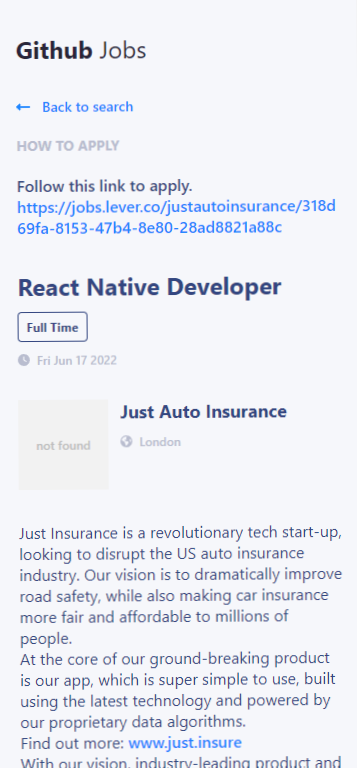 Github Jobs
← Back to search
HOW TO APPLY
Follow this link to apply.
https://jobs.lever.co/justautoinsurance/318d
69fa-8153-47b4-8e80-28ad8821a88c
React Native Developer
Full Time
Fri Jun 17 2022
not found
Just Auto Insurance
London
Just Insurance is a revolutionary tech start-up,
looking to disrupt the US auto insurance
industry. Our vision is to dramatically improve
road safety, while also making car insurance
more fair and affordable to millions of
people.
At the core of our ground-breaking product
is our app, which is super simple to use, built
using the latest technology and powered by
our proprietary data algorithms.
Find out more: www.just.insure
With our vision, industry-leading product and